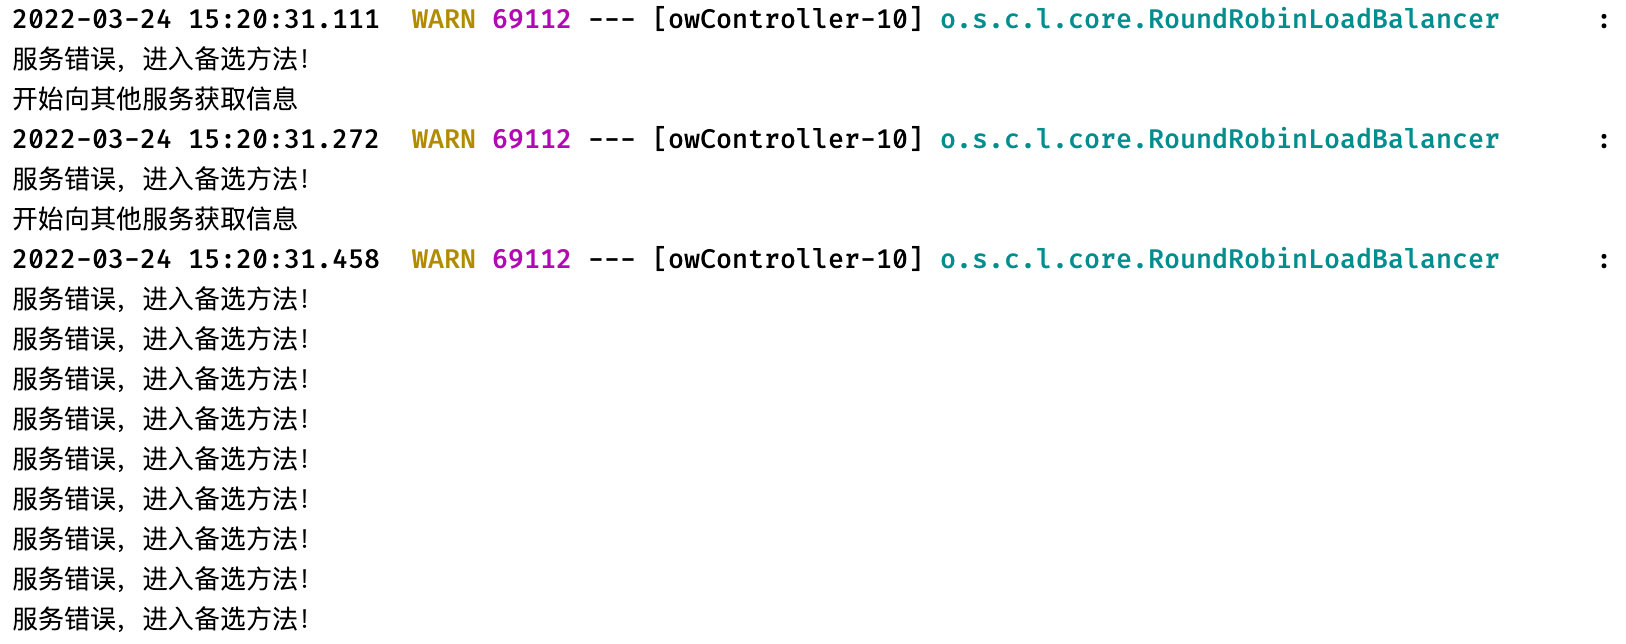 2022-03-24 15:20:31.111  WARN 69112 --- [owController-10] o.s.c.l.core.RoundRobinLoadBalancer      :
服务错误，进入备选方法！
开始向其他服务获取信息
2022-03-24 15:20:31.272  WARN 69112 --- [owController-10] o.s.c.l.core.RoundRobinLoadBalancer      :
服务错误，进入备选方法！
开始向其他服务获取信息
2022-03-24 15:20:31.458  WARN 69112 --- [owController-10] o.s.c.l.core.RoundRobinLoadBalancer      :
服务错误，进入备选方法！
服务错误，进入备选方法！
服务错误，进入备选方法！
服务错误，进入备选方法！
服务错误，进入备选方法！
服务错误，进入备选方法！
服务错误，进入备选方法！
服务错误，进入备选方法！
服务错误，进入备选方法！